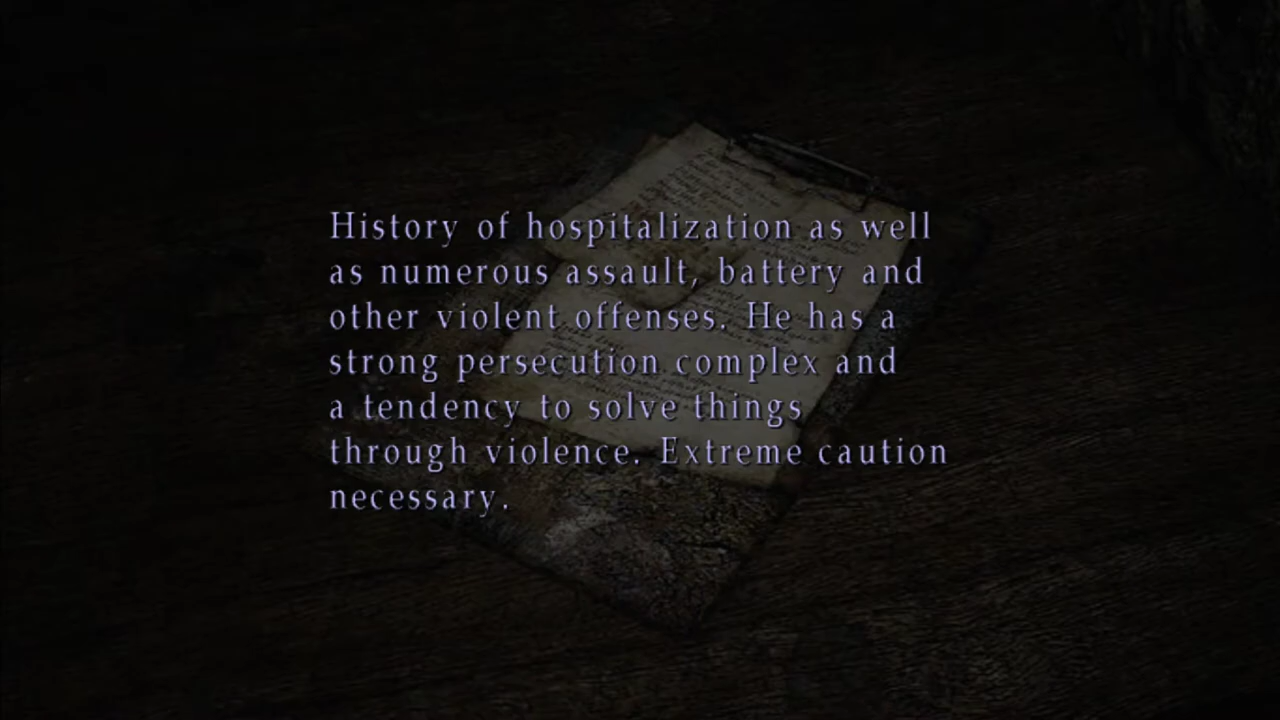 History of hospitalization as well
as numerous assault, battery and
other violent offenses. He has a
strong persecution complex and
a tendency to solve things
through violence. Extreme caution
necessary.